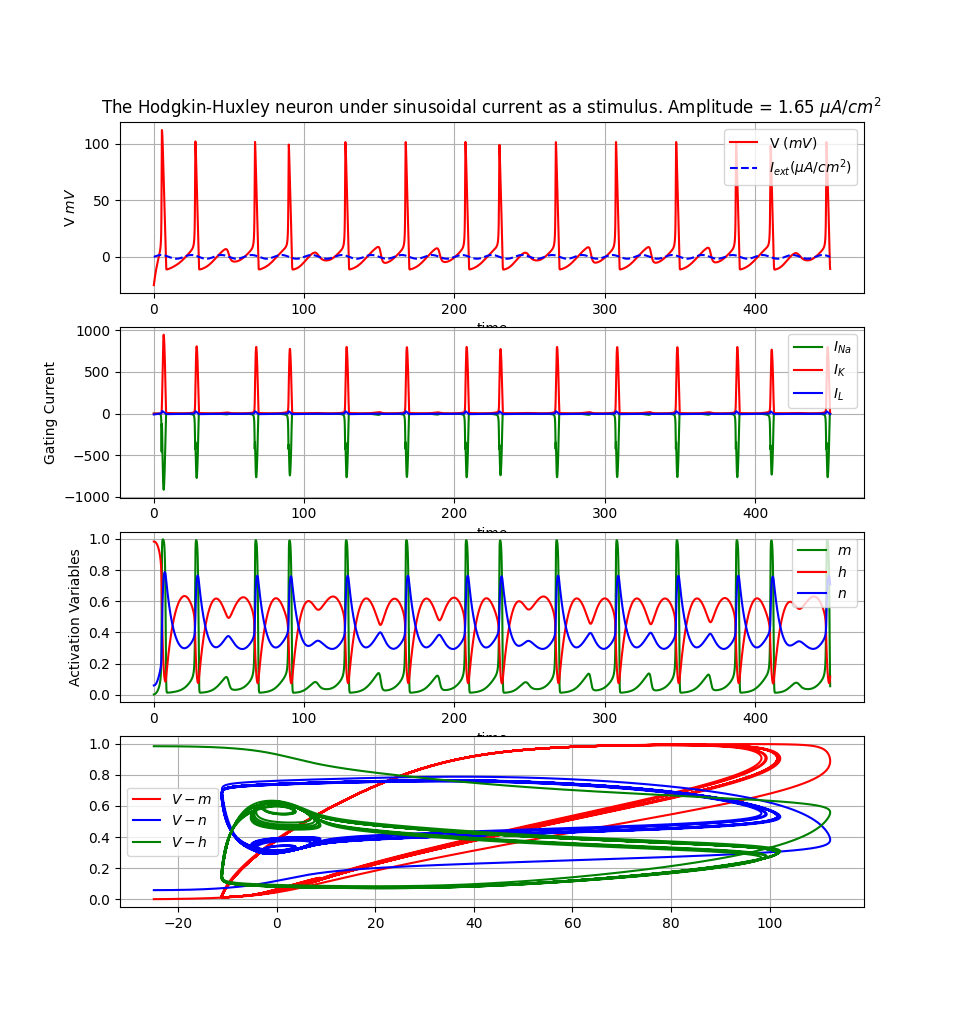 The Hodgkin-Huxley neuron under sinusoidal current as a stimulus. Amplitude = 1.65 μA/cm²
V mV
100
50
0
V (mV)
I_ext(μA/cm²)
0 100 200 300 400
time
Gating Current
1000
500
0
−500
−1000
I_Na
I_K
I_L
0 100 200 300 400
time
Activation Variables
1.0
0.8
0.6
0.4
0.2
0.0
m
h
n
0 100 200 300 400
time
1.0
0.8
0.6
0.4
0.2
0.0
V − m
V − n
V − h
−20 0 20 40 60 80 100